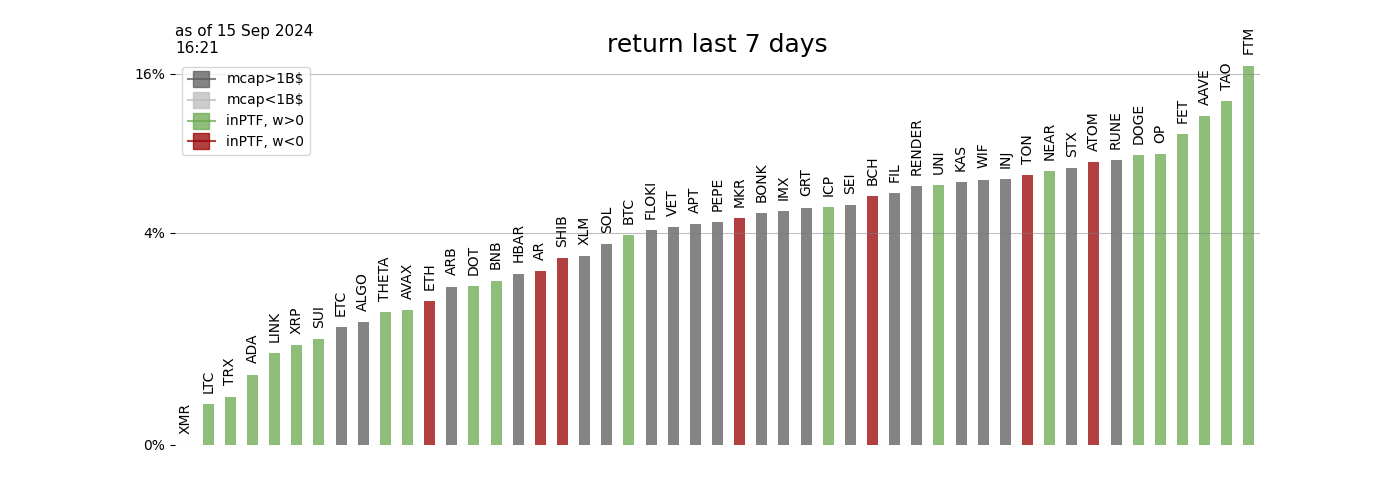 as of 15 Sep 2024
16:21
return last 7 days
16%
4%
0%
mcap>1B$
mcap<1B$
inPTF, w>0
inPTF, w<0
XMR
LTC
TRX
ADA
LINK
XRP
SUI
ETC
ALGO
THETA
AVAX
ETH
ARB
DOT
BNB
HBAR
AR
SHIB
XLM
SOL
BTC
FLOKI
VET
APT
PEPE
MKR
BONK
IMX
GRT
ICP
SEI
BCH
FIL
RENDER
UNI
KAS
WIF
INJ
TON
NEAR
STX
ATOM
RUNE
DOGE
OP
FET
AAVE
TAO
FTM